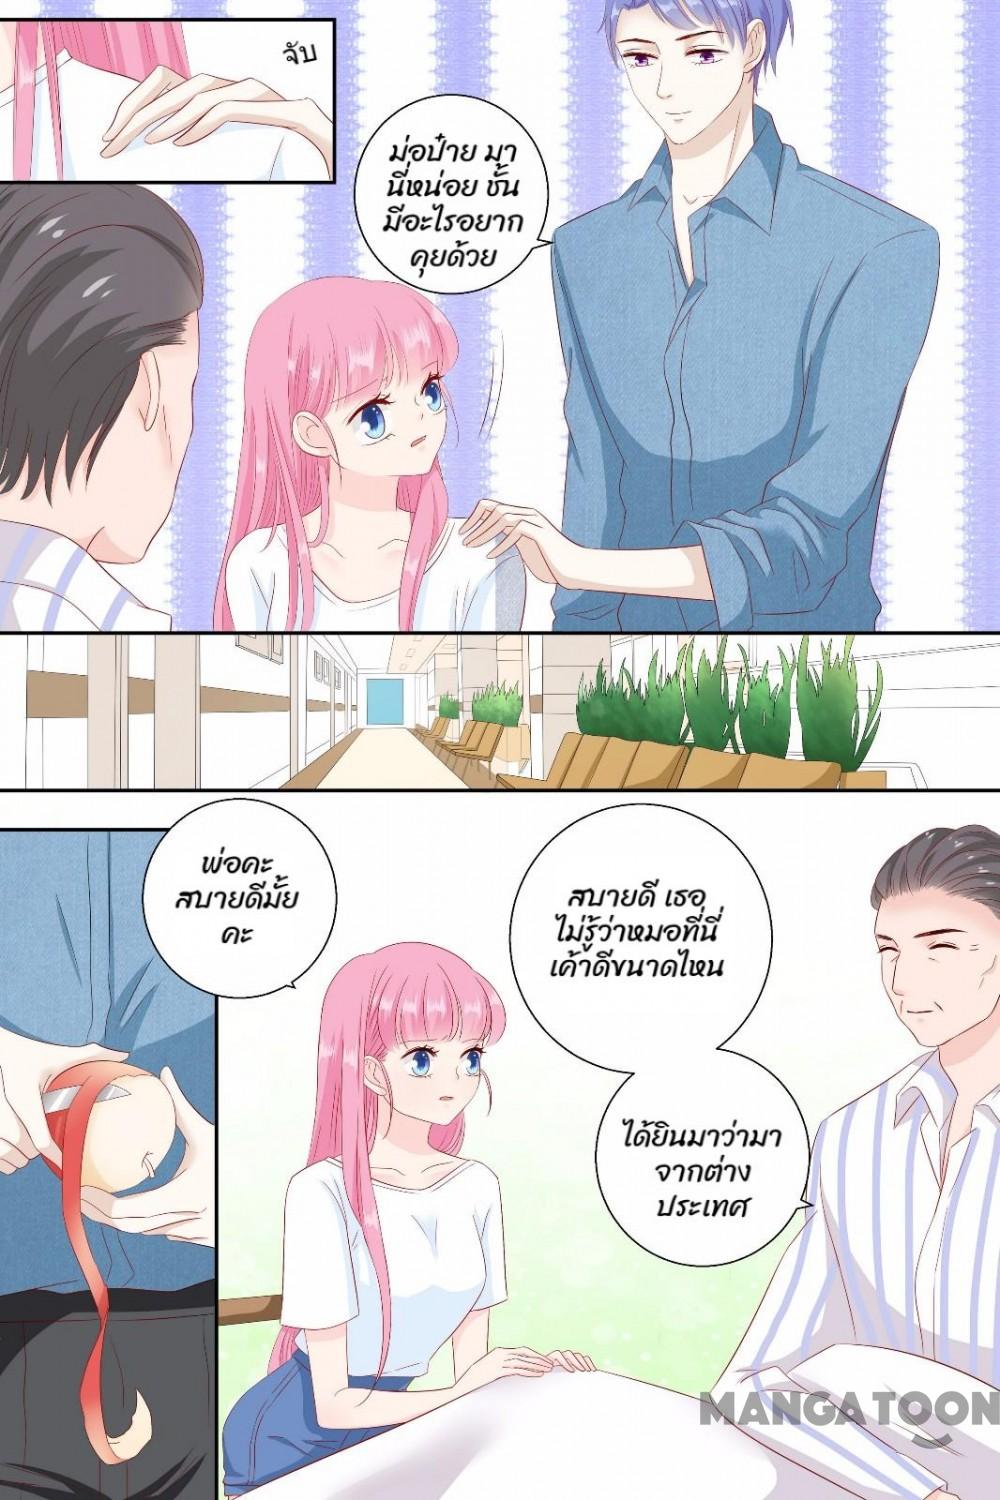 จับ
ม่อป๋าย มา
นี่หน่อย ชั้น
มีอะไรอยาก
คุยด้วย
พ่อคะ
สบายดีมั้ย
คะ
สบายดี เธอ
ไม่รู้ว่าหมอที่นี่
เค้าดีขนาดไหน
ได้ยินมาว่ามา
จากต่าง
ประเทศ
MANGATOON